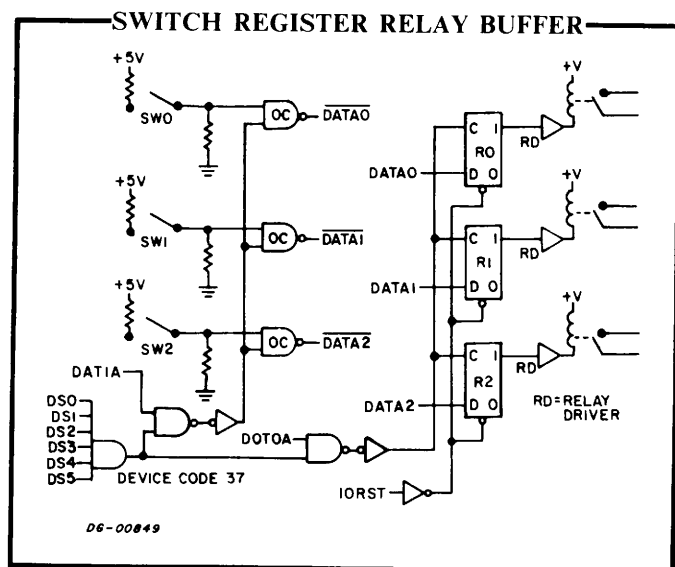 SWITCH REGISTER RELAY BUFFER
+5V
SW0
OC
DATA0
+5V
SW1
OC
DATA1
+5V
SW2
OC
DATA2
DATIA
DS0
DS1
DS2
DS3
DS4
DS5
DEVICE CODE 37
DOTOA
IORST
DATA0
C 1
R0
D 0
RD
+V
DATA1
C 1
R1
D 0
RD
+V
DATA2
C 1
R2
D 0
RD
+V
RD=RELAY
DRIVER
DG-00849